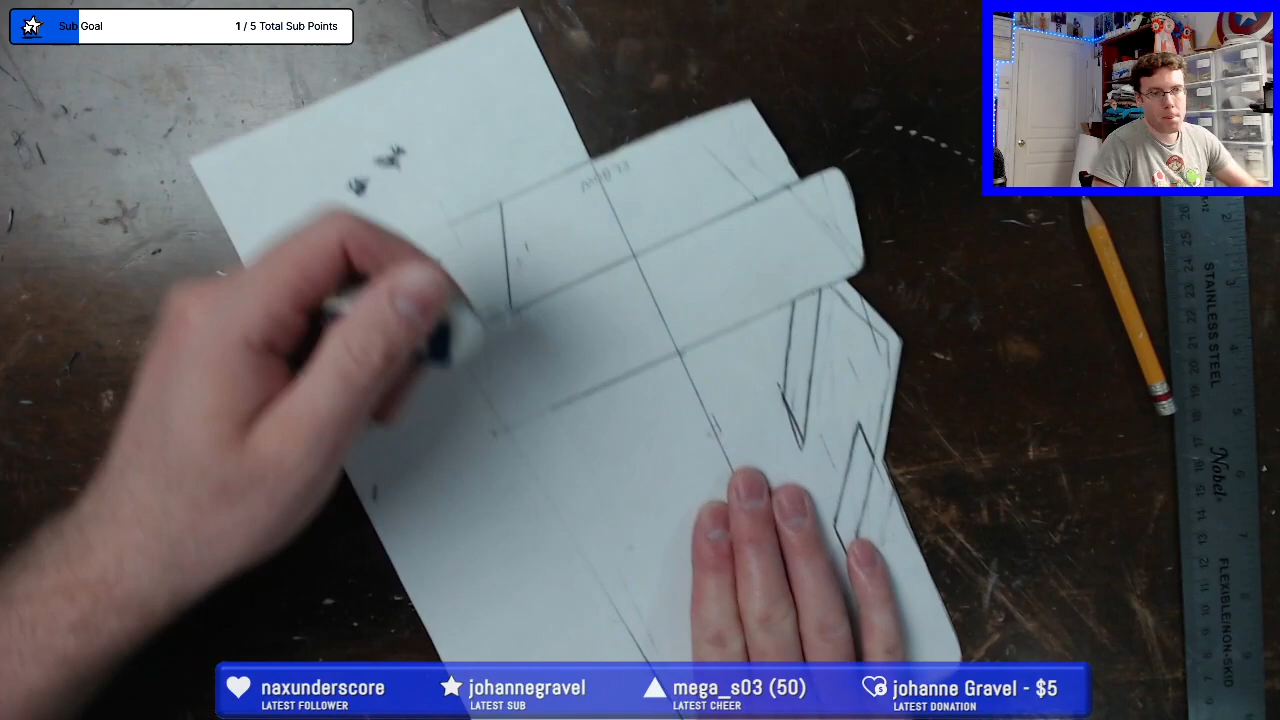 Sub Goal
1 / 5 Total Sub Points
ELBOW
STAINLESS STEEL
Nobel
FLEXIBLE/NON-SKID
naxunderscore
LATEST FOLLOWER
johannegravel
LATEST SUB
mega_s03 (50)
LATEST CHEER
johanne Gravel - $5
LATEST DONATION